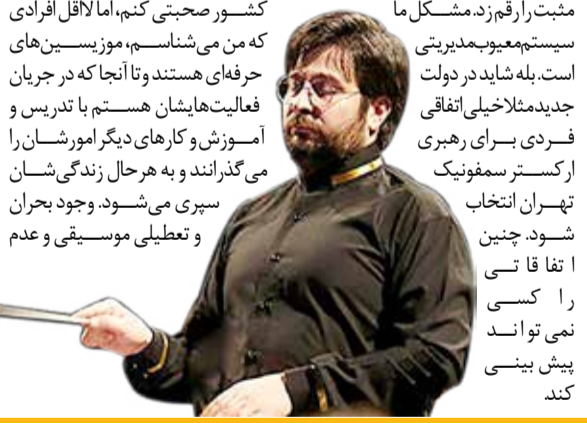 مثبت را رقم زد. مشکل ما
سیستم معیوب مدیریتی
است. بله شاید در دولت
جدید مثلا خیلی اتفاقی
فردی برای رهبری
ارکستر سمفونیک
تهران انتخاب
شود. چنین
اتفاقاتی
را کسی
نمی‌تواند
پیش بینی
کند.
کشور صحبتی کنم، اما لااقل افرادی
که من می‌شناسم، موزیسین‌های
حرفه‌ای هستند و تا آنجا که در جریان
فعالیت‌هایشان هستم با تدریس و
آموزش و کارهای دیگر امورشان را
می‌گذرانند و به هر حال زندگی‌شان
سپری می‌شود. وجود بحران
و تعطیلی موسیقی و عدم